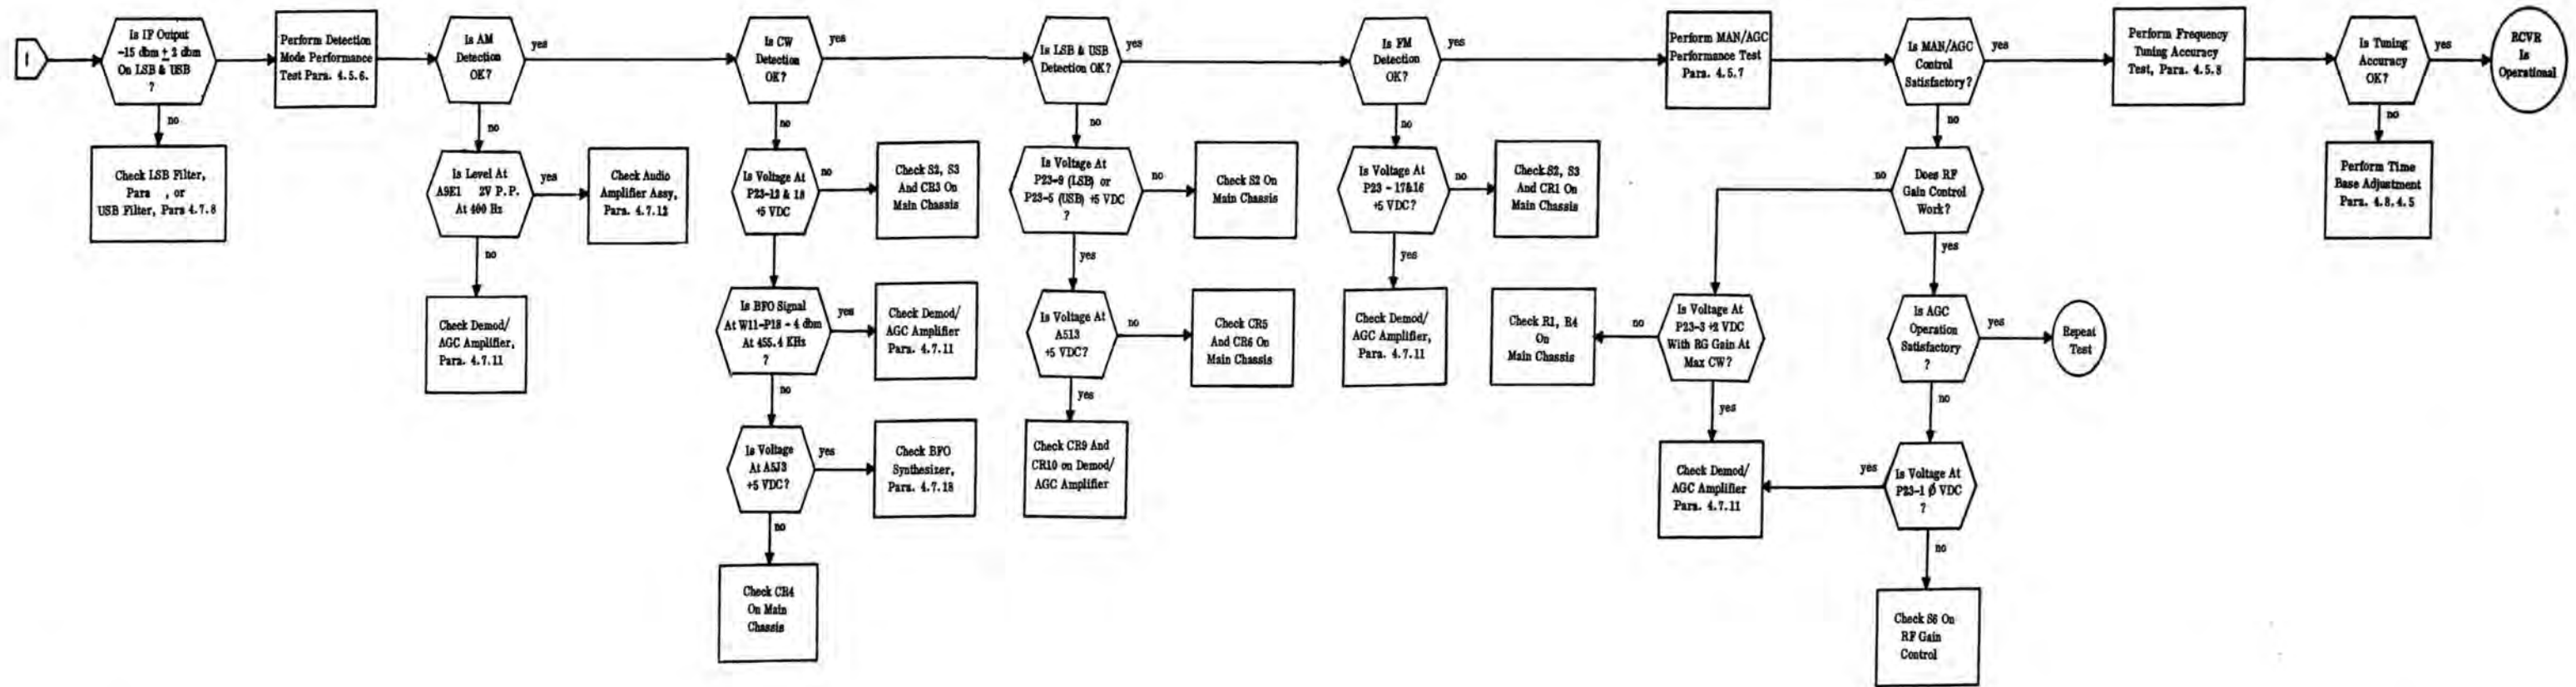 1
Is IF Output
-15 dbm ± 2 dbm
On LSB & USB
?
no
Check LSB Filter,
Para , or
USB Filter, Para 4.7.8
Perform Detection
Mode Performance
Test Para. 4.5.6.
Is AM
Detection
OK?
yes
no
Is Level At
A9E1 2V P.P.
At 400 Hz
yes
Check Audio
Amplifier Assy,
Para. 4.7.12
no
Check Demod/
AGC Amplifier,
Para. 4.7.11
Is CW
Detection
OK?
yes
no
Is Voltage At
P23-12 & 18
+5 VDC
no
Check S2, S3
And CR3 On
Main Chassis
Is BFO Signal
At W11-P18 - 4 dbm
At 455.4 KHz
?
yes
Check Demod/
AGC Amplifier
Para. 4.7.11
no
Is Voltage
At A5J3
+5 VDC?
yes
Check BFO
Synthesizer,
Para. 4.7.18
no
Check CR4
On Main
Chassis
Is LSB & USB
Detection OK?
yes
no
Is Voltage At
P23-9 (LSB) or
P23-5 (USB) +5 VDC
?
no
Check S2 On
Main Chassis
yes
Is Voltage At
A513
+5 VDC?
no
Check CR5
And CR6 On
Main Chassis
yes
Check CR9 And
CR10 on Demod/
AGC Amplifier
Is FM
Detection
OK?
yes
no
Is Voltage At
P23 - 17&16
+5 VDC?
no
Check S2, S3
And CR1 On
Main Chassis
yes
Check Demod/
AGC Amplifier,
Para. 4.7.11
Perform MAN/AGC
Performance Test
Para. 4.5.7
Is MAN/AGC
Control
Satisfactory?
yes
no
Does RF
Gain Control
Work?
no
Is Voltage At
P23-3 +2 VDC
With RG Gain At
Max CW?
no
Check R1, R4
On
Main Chassis
yes
Check Demod/
AGC Amplifier
Para. 4.7.11
yes
Is AGC
Operation
Satisfactory
?
yes
Repeat
Test
no
Is Voltage At
P23-1 ∅ VDC
?
yes
no
Check S6 On
RF Gain
Control
Perform Frequency
Tuning Accuracy
Test, Para. 4.5.8
Is Tuning
Accuracy
OK?
yes
RCVR
Is
Operational
no
Perform Time
Base Adjustment
Para. 4.8.4.5